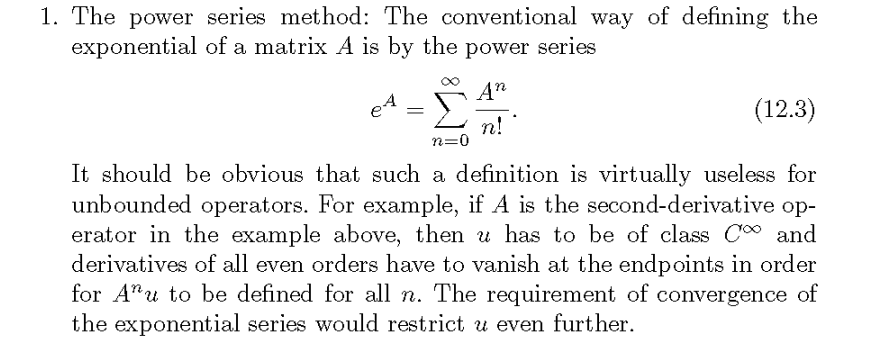 1. The power series method: The conventional way of defining the
exponential of a matrix A is by the power series
e^A = \sum_{n=0}^{\infty} \frac{A^n}{n!}. (12.3)
It should be obvious that such a definition is virtually useless for
unbounded operators. For example, if A is the second-derivative op-
erator in the example above, then u has to be of class C^∞ and
derivatives of all even orders have to vanish at the endpoints in order
for A^n u to be defined for all n. The requirement of convergence of
the exponential series would restrict u even further.